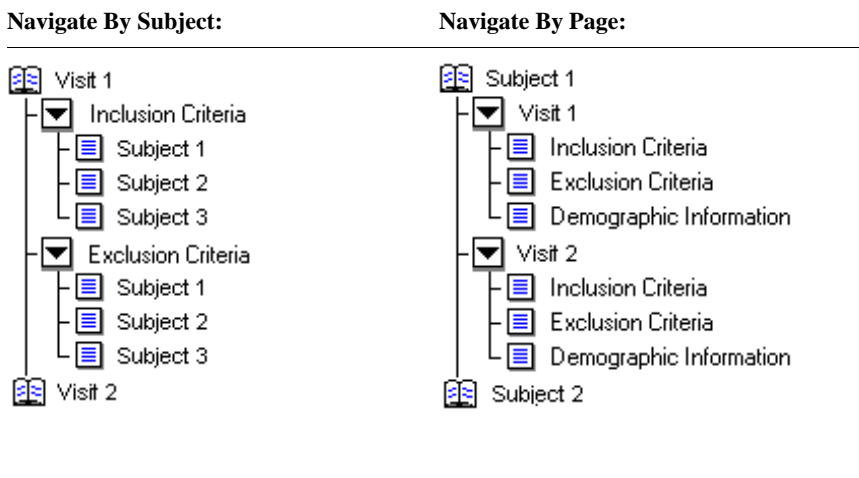 Navigate By Subject:
Visit 1
Inclusion Criteria
Subject 1
Subject 2
Subject 3
Exclusion Criteria
Subject 1
Subject 2
Subject 3
Visit 2
Navigate By Page:
Subject 1
Visit 1
Inclusion Criteria
Exclusion Criteria
Demographic Information
Visit 2
Inclusion Criteria
Exclusion Criteria
Demographic Information
Subject 2